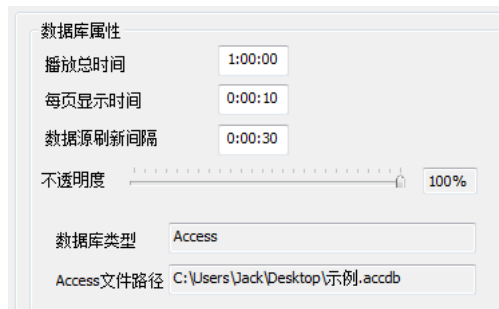 数据库属性
播放总时间 1:00:00
每页显示时间 0:00:10
数据源刷新间隔 0:00:30
不透明度 100%
数据库类型 Access
Access文件路径 C:\Users\Jack\Desktop\示例.accdb